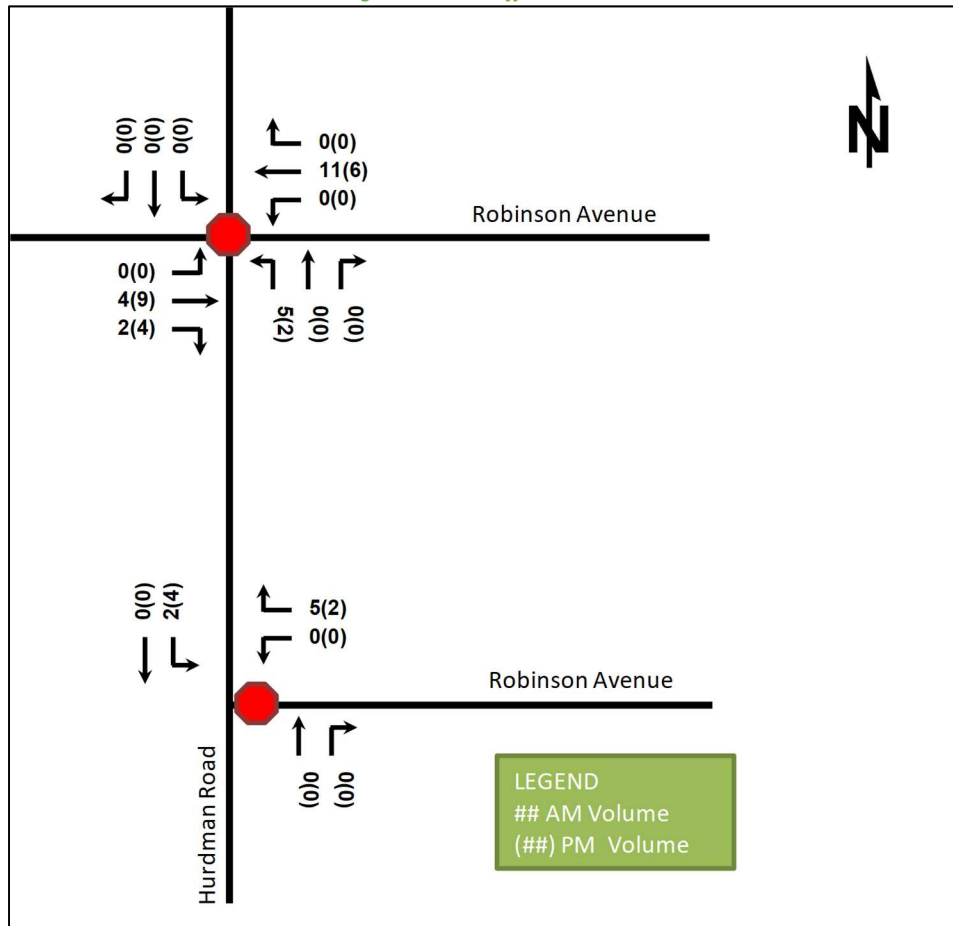 N
0(0)
0(0)
0(0)
0(0)
11(6)
0(0)
Robinson Avenue
0(0)
4(9)
2(4)
5(2)
0(0)
0(0)
0(0)
2(4)
5(2)
0(0)
Robinson Avenue
0(0)
0(0)
Hurdman Road
LEGEND
## AM Volume
(##) PM Volume